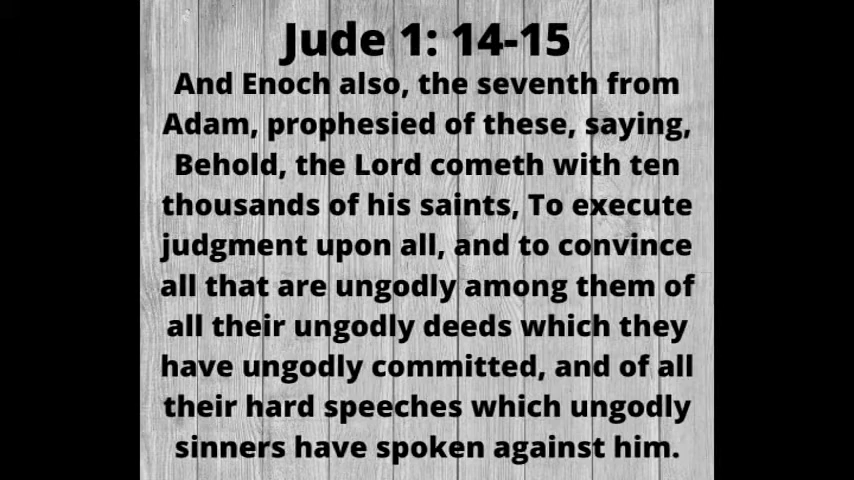 Jude 1: 14-15
And Enoch also, the seventh from
Adam, prophesied of these, saying,
Behold, the Lord cometh with ten
thousands of his saints, To execute
judgment upon all, and to convince
all that are ungodly among them of
all their ungodly deeds which they
have ungodly committed, and of all
their hard speeches which ungodly
sinners have spoken against him.